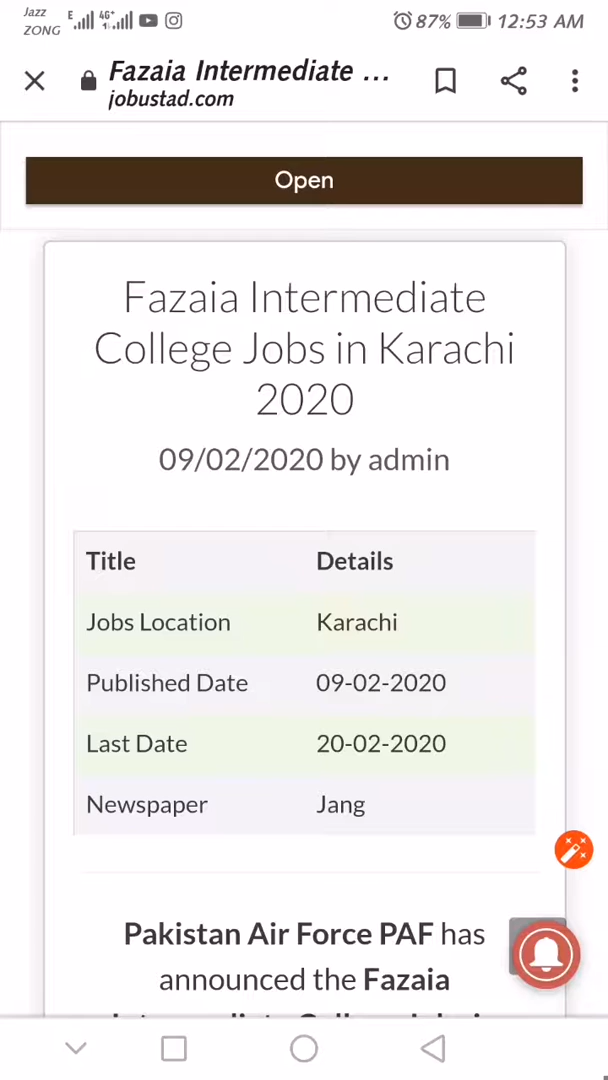 Jazz
ZONG E 4G+ 87% 12:53 AM
Fazaia Intermediate ...
jobustad.com
Open
Fazaia Intermediate
College Jobs in Karachi
2020
09/02/2020 by admin
Title Details
Jobs Location Karachi
Published Date 09-02-2020
Last Date 20-02-2020
Newspaper Jang
Pakistan Air Force PAF has
announced the Fazaia